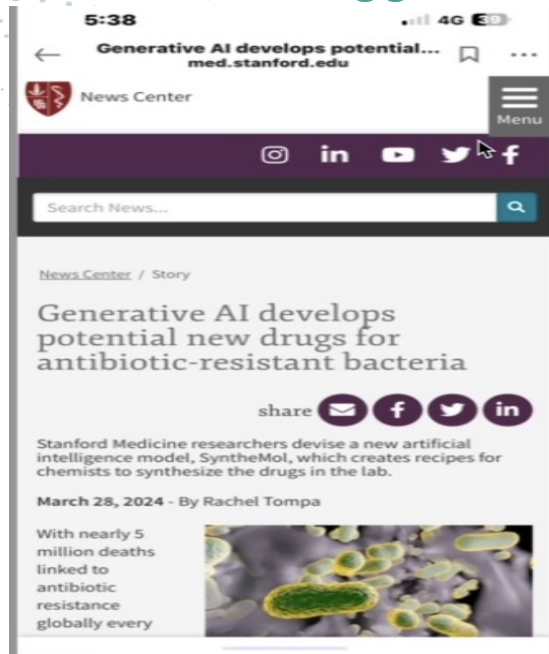 5:38
4G 39
Generative AI develops potential...
med.stanford.edu
News Center
Menu
Search News...
News Center / Story
Generative AI develops
potential new drugs for
antibiotic-resistant bacteria
share
Stanford Medicine researchers devise a new artificial
intelligence model, SyntheMol, which creates recipes for
chemists to synthesize the drugs in the lab.
March 28, 2024 - By Rachel Tompa
With nearly 5
million deaths
linked to
antibiotic
resistance
globally every